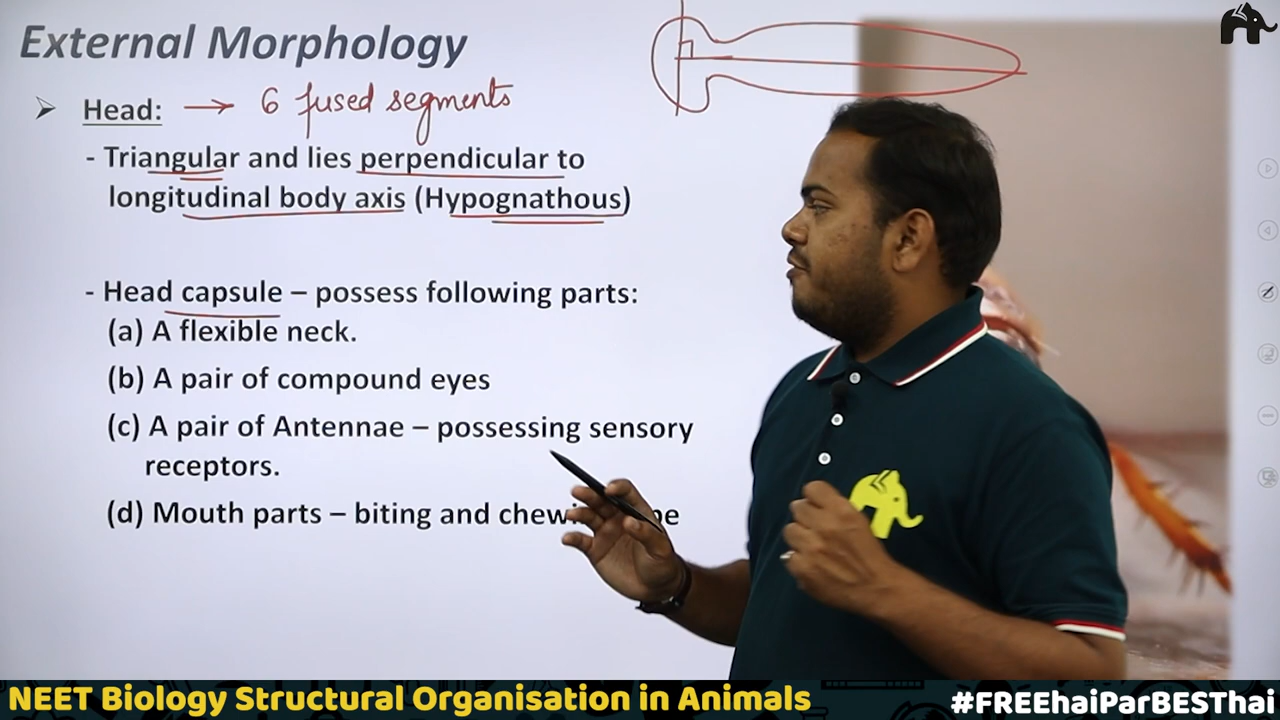 External Morphology
Head: → 6 fused segments
- Triangular and lies perpendicular to
longitudinal body axis (Hypognathous)
- Head capsule – possess following parts:
(a) A flexible neck.
(b) A pair of compound eyes
(c) A pair of Antennae – possessing sensory
receptors.
(d) Mouth parts – biting and chew
NEET Biology Structural Organisation in Animals
#FREEhaiParBESThai